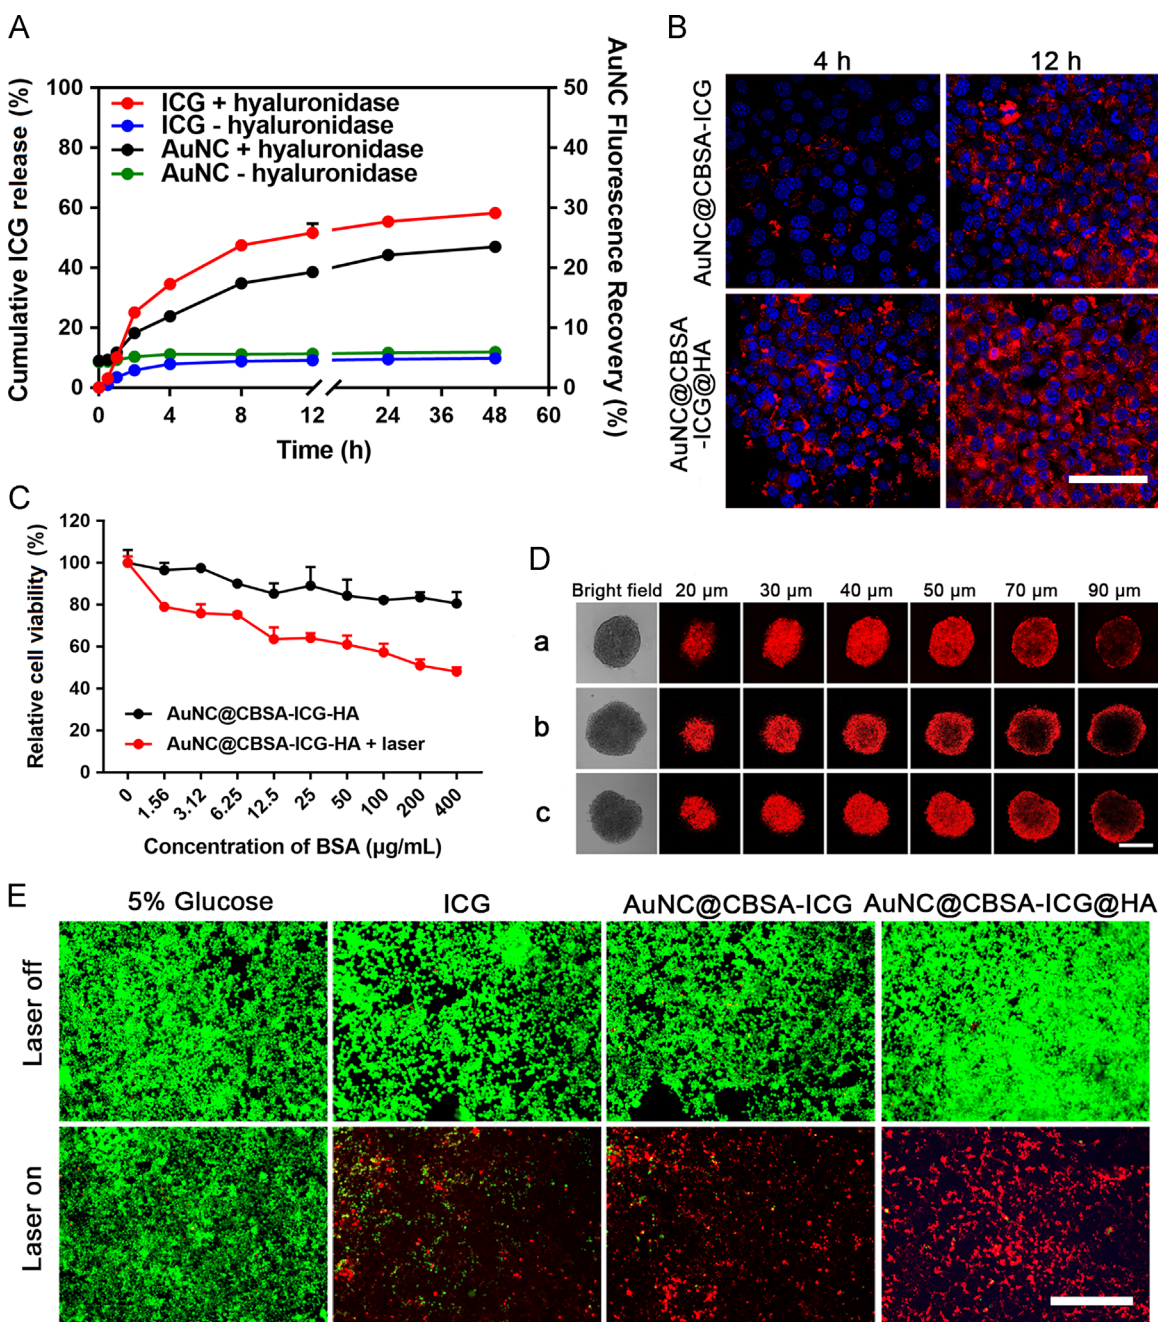 A
Cumulative ICG release (%)
100
80
60
40
20
0
ICG + hyaluronidase
ICG - hyaluronidase
AuNC + hyaluronidase
AuNC - hyaluronidase
50
40
30
20
10
0
AuNC Fluorescence Recovery (%)
0 4 8 12 24 36 48 60
Time (h)
B
4 h 12 h
AuNC@CBSA-ICG
AuNC@CBSA
-ICG@HA
C
Relative cell viability (%)
120
100
80
60
40
20
0
AuNC@CBSA-ICG-HA
AuNC@CBSA-ICG-HA + laser
0 1.56 3.12 6.25 12.5 25 50 100 200 400
Concentration of BSA (µg/mL)
D
Bright field 20 µm 30 µm 40 µm 50 µm 70 µm 90 µm
a
b
c
E
5% Glucose ICG AuNC@CBSA-ICG AuNC@CBSA-ICG@HA
Laser off
Laser on